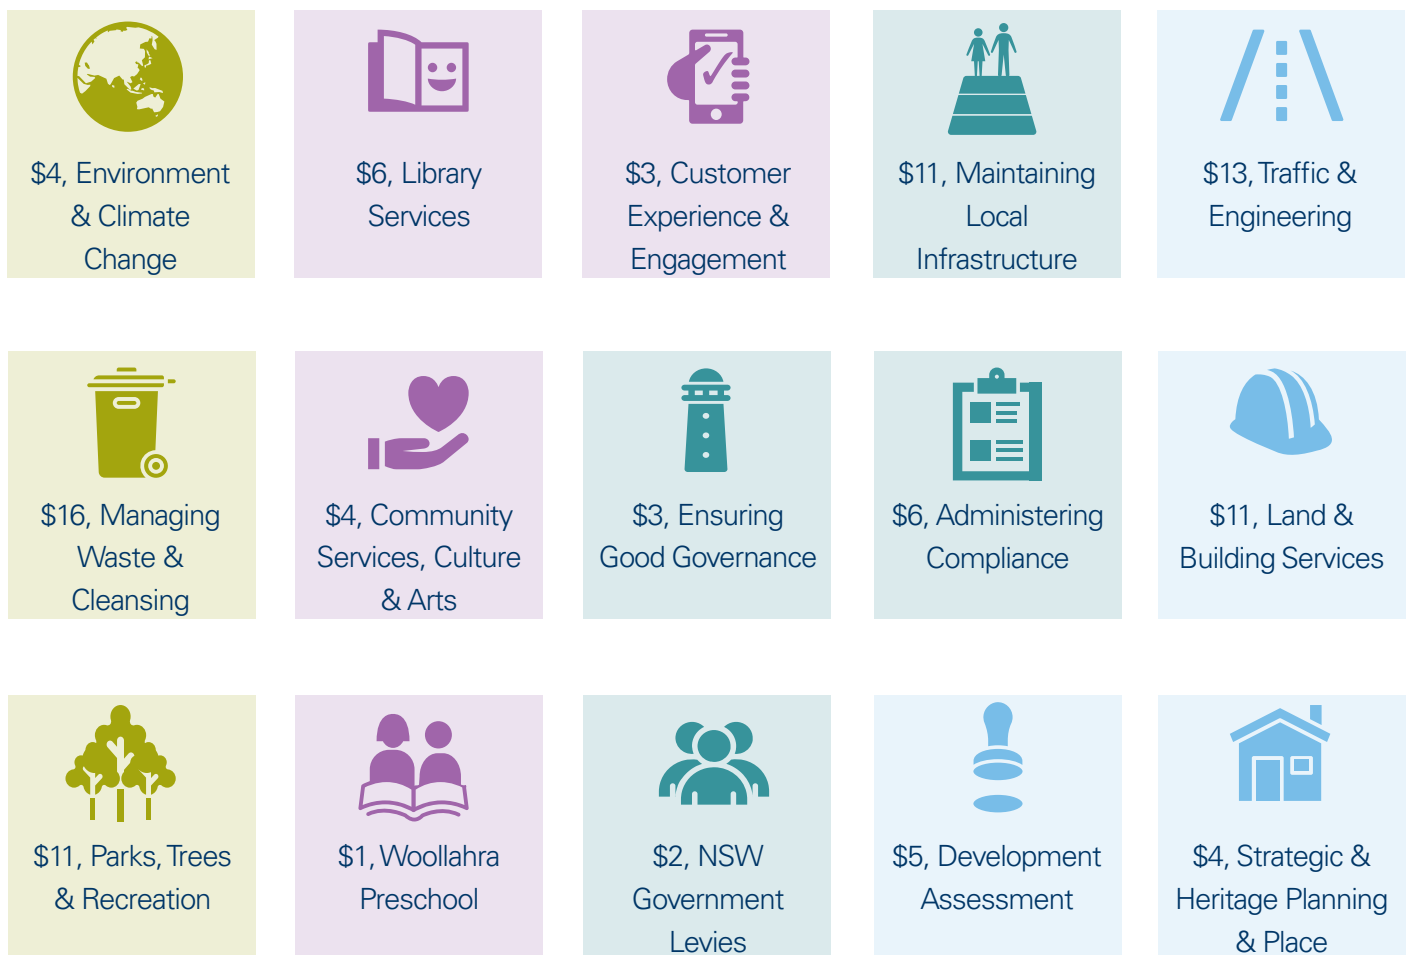 $4, Environment
& Climate
Change
$6, Library
Services
$3, Customer
Experience &
Engagement
$11, Maintaining
Local
Infrastructure
$13, Traffic &
Engineering
$16, Managing
Waste &
Cleansing
$4, Community
Services, Culture
& Arts
$3, Ensuring
Good Governance
$6, Administering
Compliance
$11, Land &
Building Services
$11, Parks, Trees
& Recreation
$1, Woollahra
Preschool
$2, NSW
Government
Levies
$5, Development
Assessment
$4, Strategic &
Heritage Planning
& Place